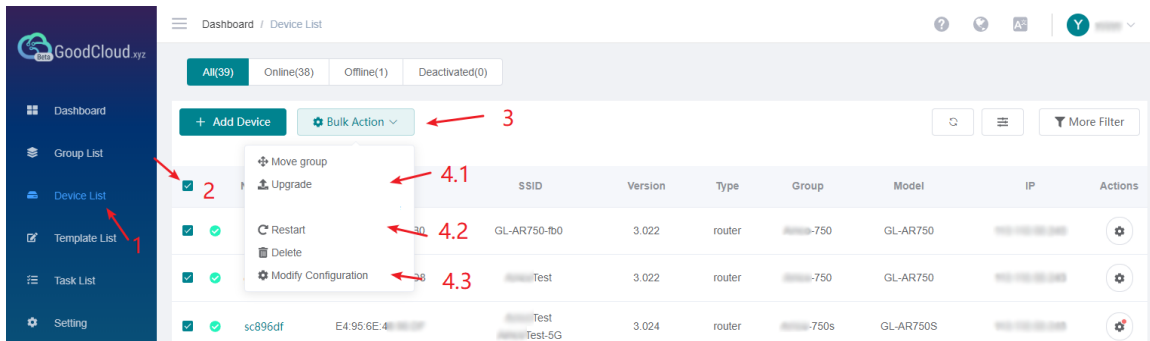 GoodCloud.xyz
Beta
Dashboard / Device List
A
Y
All(39) Online(38) Offline(1) Deactivated(0)
Dashboard
Group List
Device List
Template List
Task List
Setting
+ Add Device
Bulk Action
3
More Filter
Move group
Upgrade
4.1
Restart
4.2
Delete
Modify Configuration
4.3
1
2
SSID Version Type Group Model IP Actions
30 GL-AR750-fb0 3.022 router -750 GL-AR750
Test 3.022 router -750 GL-AR750
Test
sc896df E4:95:6E:4 3.024 router -750s GL-AR750S
Test-5G